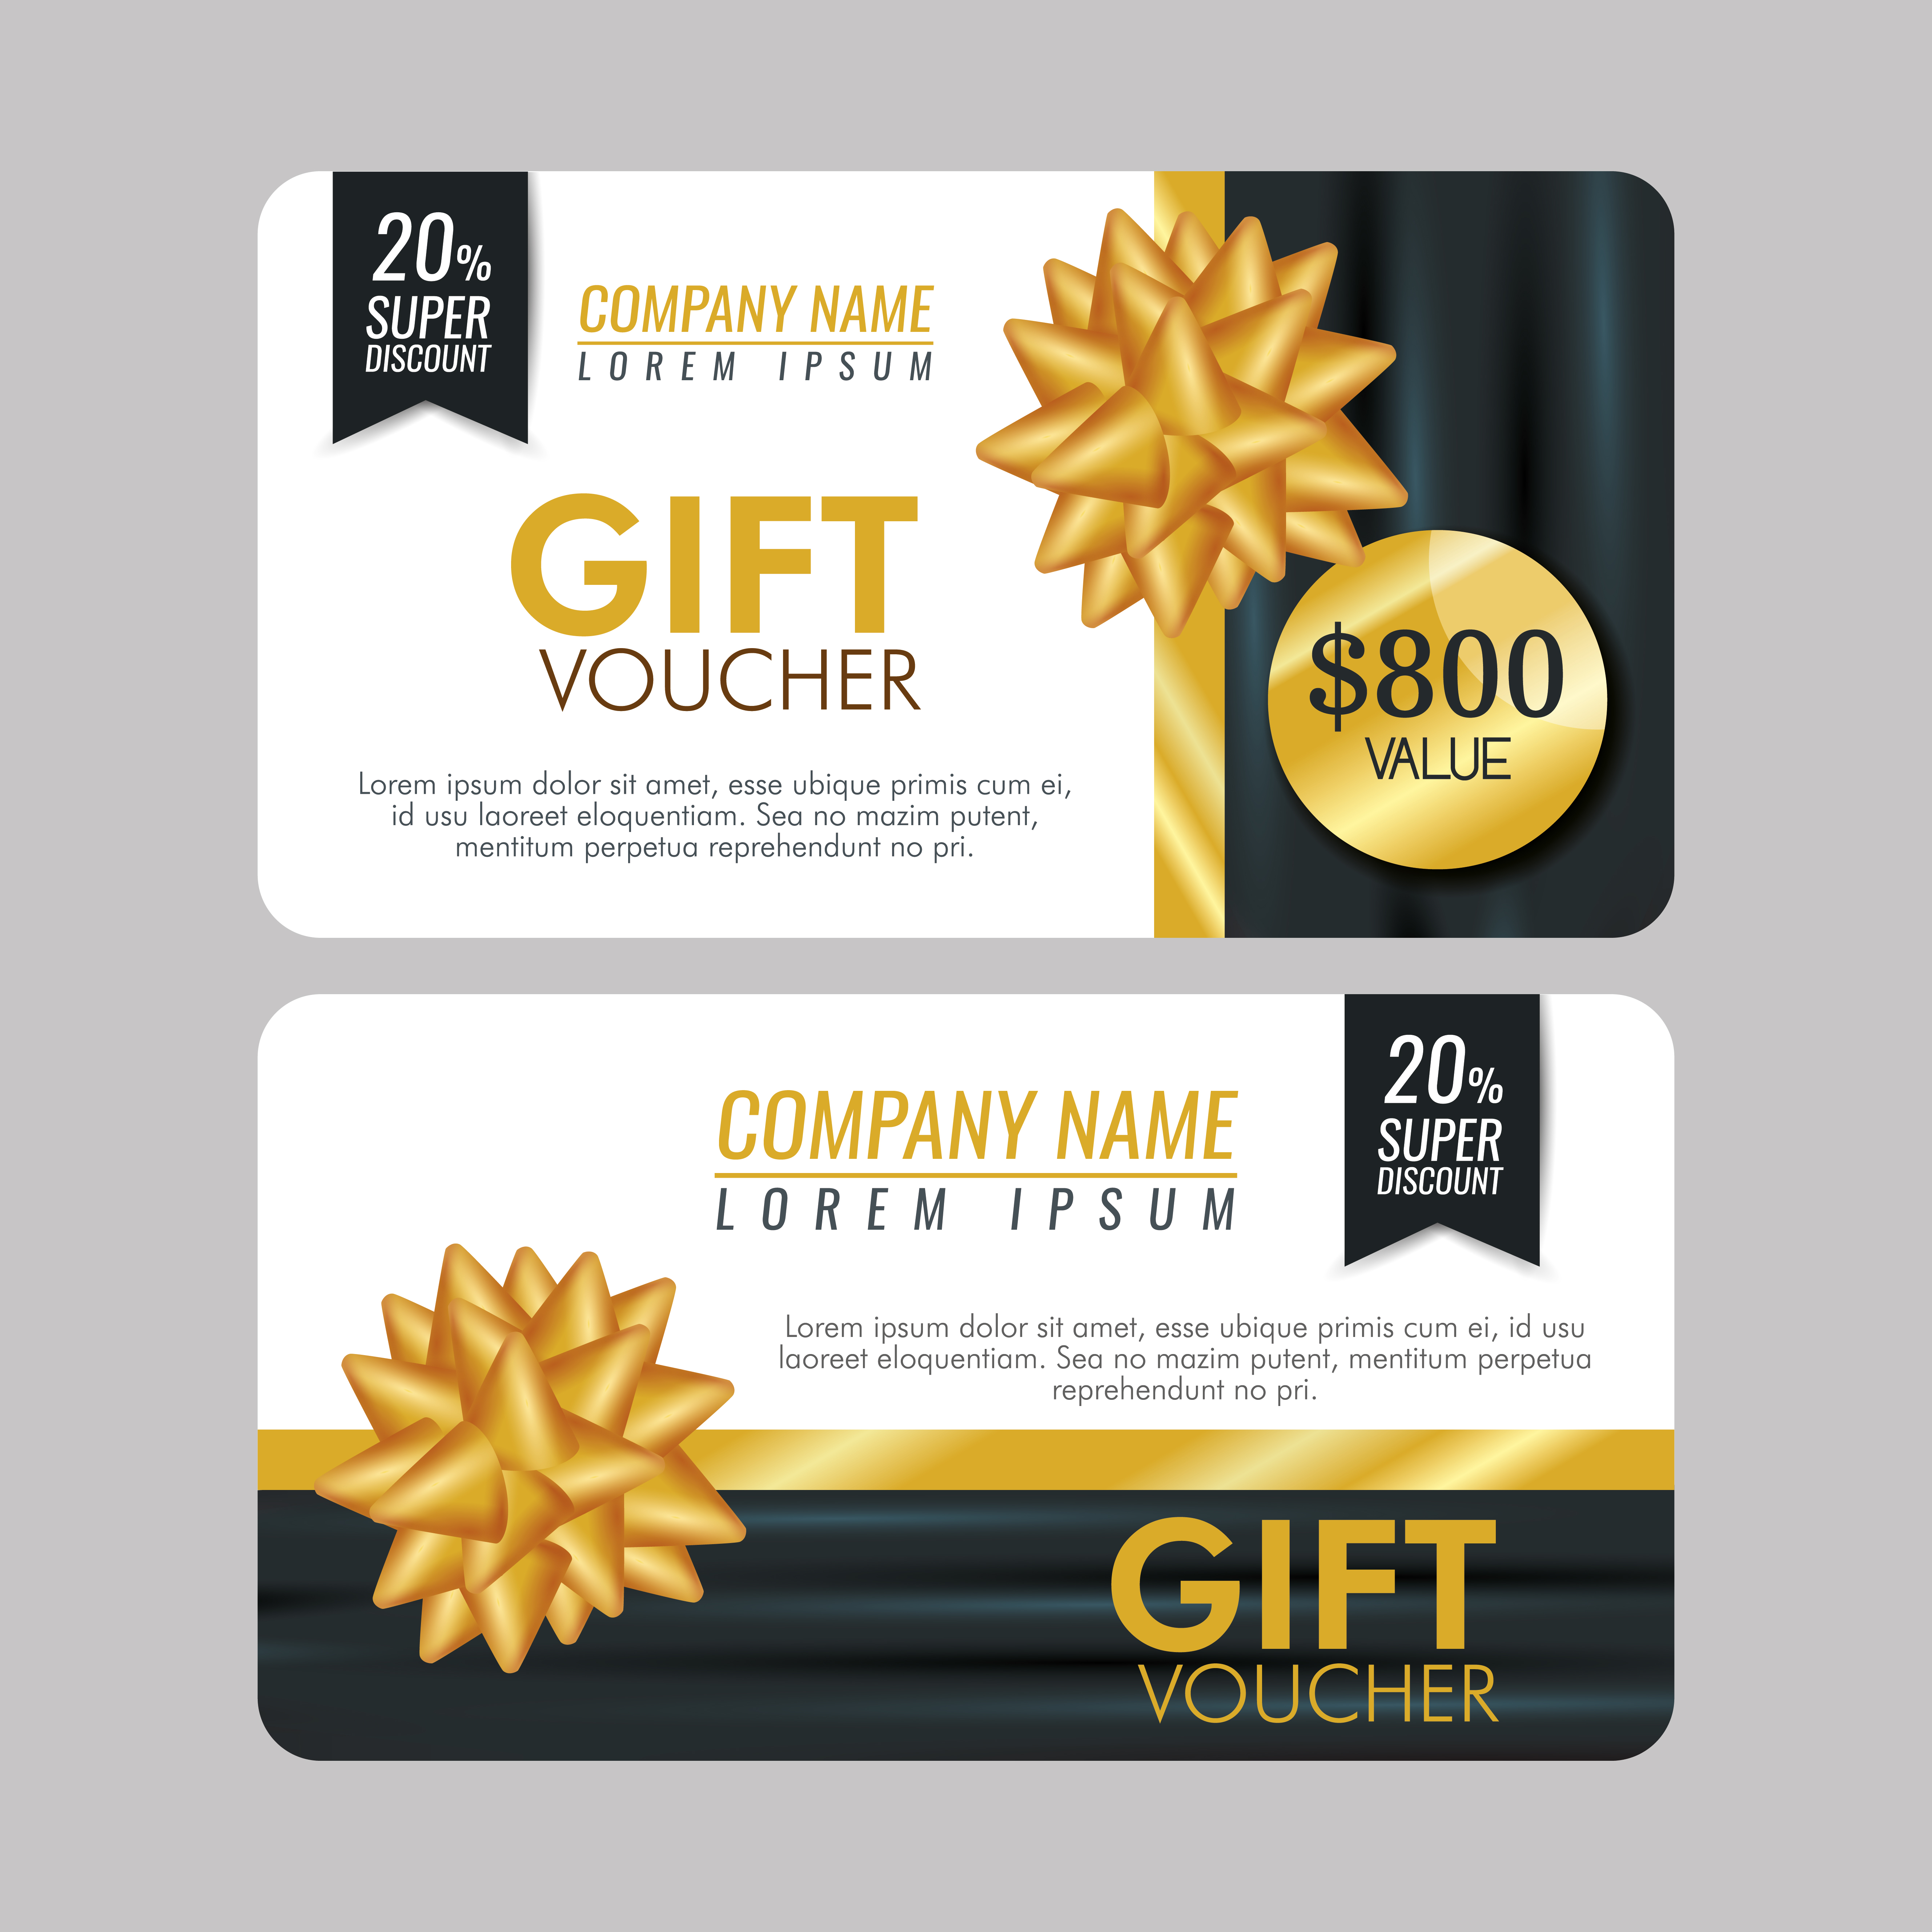 20%
SUPER
DISCOUNT
COMPANY NAME
LOREM IPSUM
GIFT
VOUCHER
Lorem ipsum dolor sit amet, esse ubique primis cum ei,
id usu laoreet eloquentiam. Sea no mazim putent,
mentitum perpetua reprehendunt no pri.
$800
VALUE
COMPANY NAME
LOREM IPSUM
20%
SUPER
DISCOUNT
Lorem ipsum dolor sit amet, esse ubique primis cum ei, id usu
laoreet eloquentiam. Sea no mazim putent, mentitum perpetua
reprehendunt no pri.
GIFT
VOUCHER